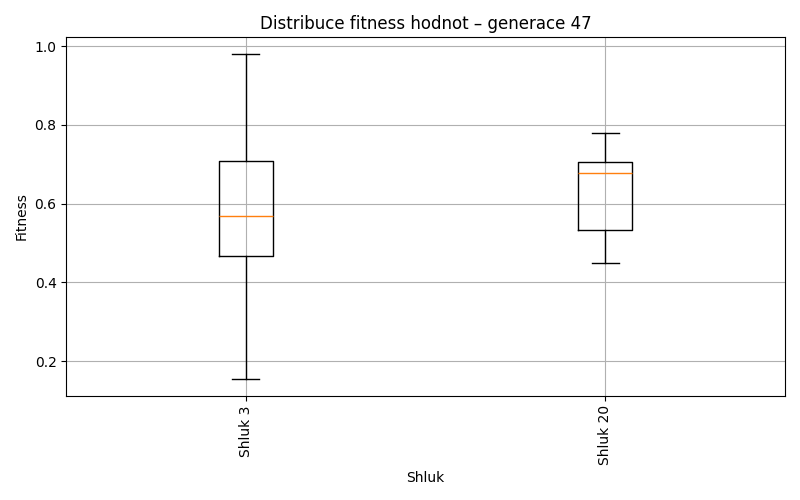 Distribuce fitness hodnot – generace 47
Fitness
1.0
0.8
0.6
0.4
0.2
Shluk 3
Shluk 20
Shluk